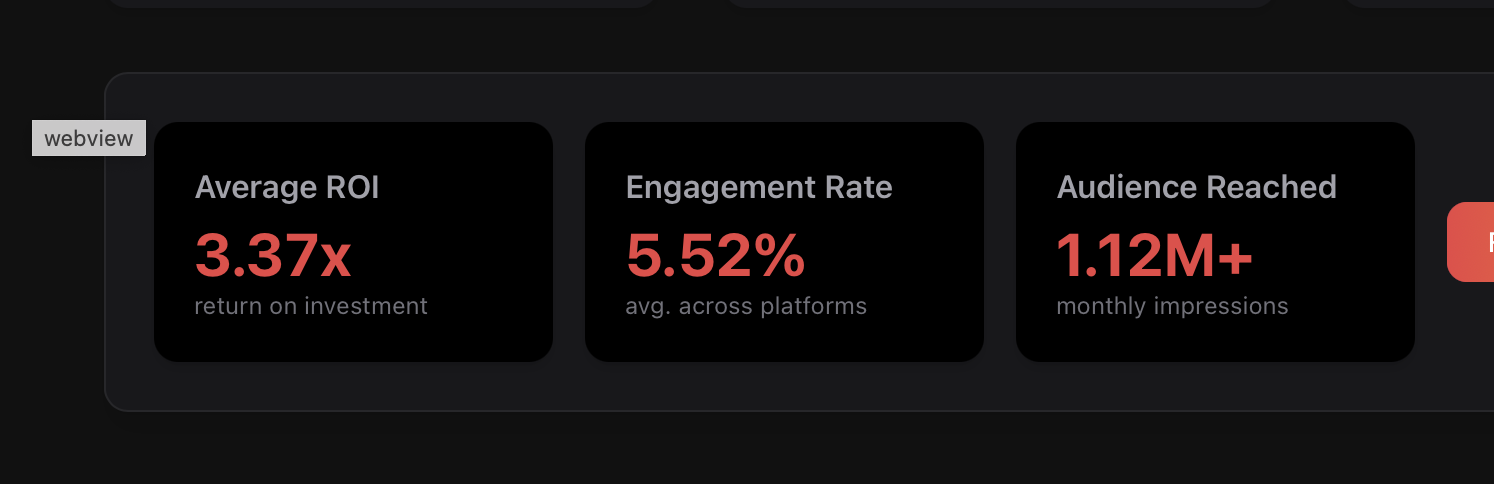 webview
Average ROI
3.37x
return on investment
Engagement Rate
5.52%
avg. across platforms
Audience Reached
1.12M+
monthly impressions